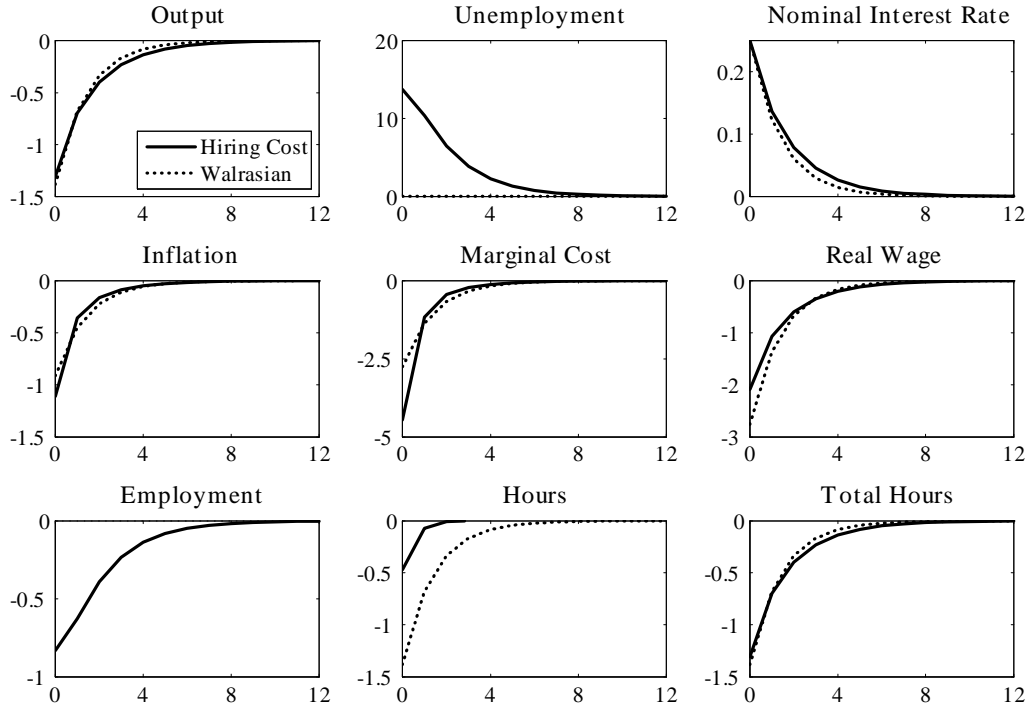 Output
0
-0.5
-1
-1.5
0 4 8 12
Hiring Cost
Walrasian
Unemployment
20
10
0
0 4 8 12
Nominal Interest Rate
0.2
0.1
0
0 4 8 12
Inflation
0
-0.5
-1
-1.5
0 4 8 12
Marginal Cost
0
-2.5
-5
0 4 8 12
Real Wage
0
-1
-2
-3
0 4 8 12
Employment
0
-0.5
-1
0 4 8 12
Hours
0
-0.5
-1
-1.5
0 4 8 12
Total Hours
0
-0.5
-1
-1.5
0 4 8 12